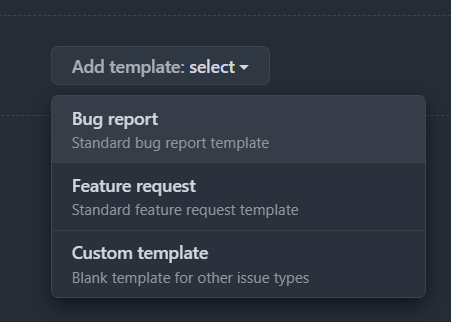 Add template: select
Bug report
Standard bug report template
Feature request
Standard feature request template
Custom template
Blank template for other issue types